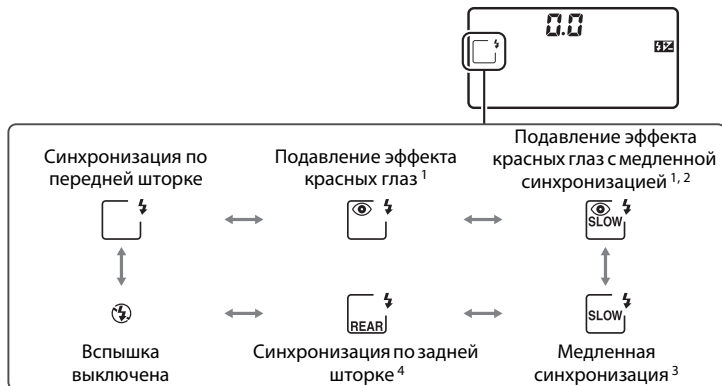 0.0
Синхронизация по
передней шторке
Подавление эффекта
красных глаз 1
Подавление эффекта
красных глаз с медленной
синхронизацией 1, 2
SLOW
REAR
SLOW
Вспышка
выключена
Синхронизация по задней
шторке 4
Медленная
синхронизация 3